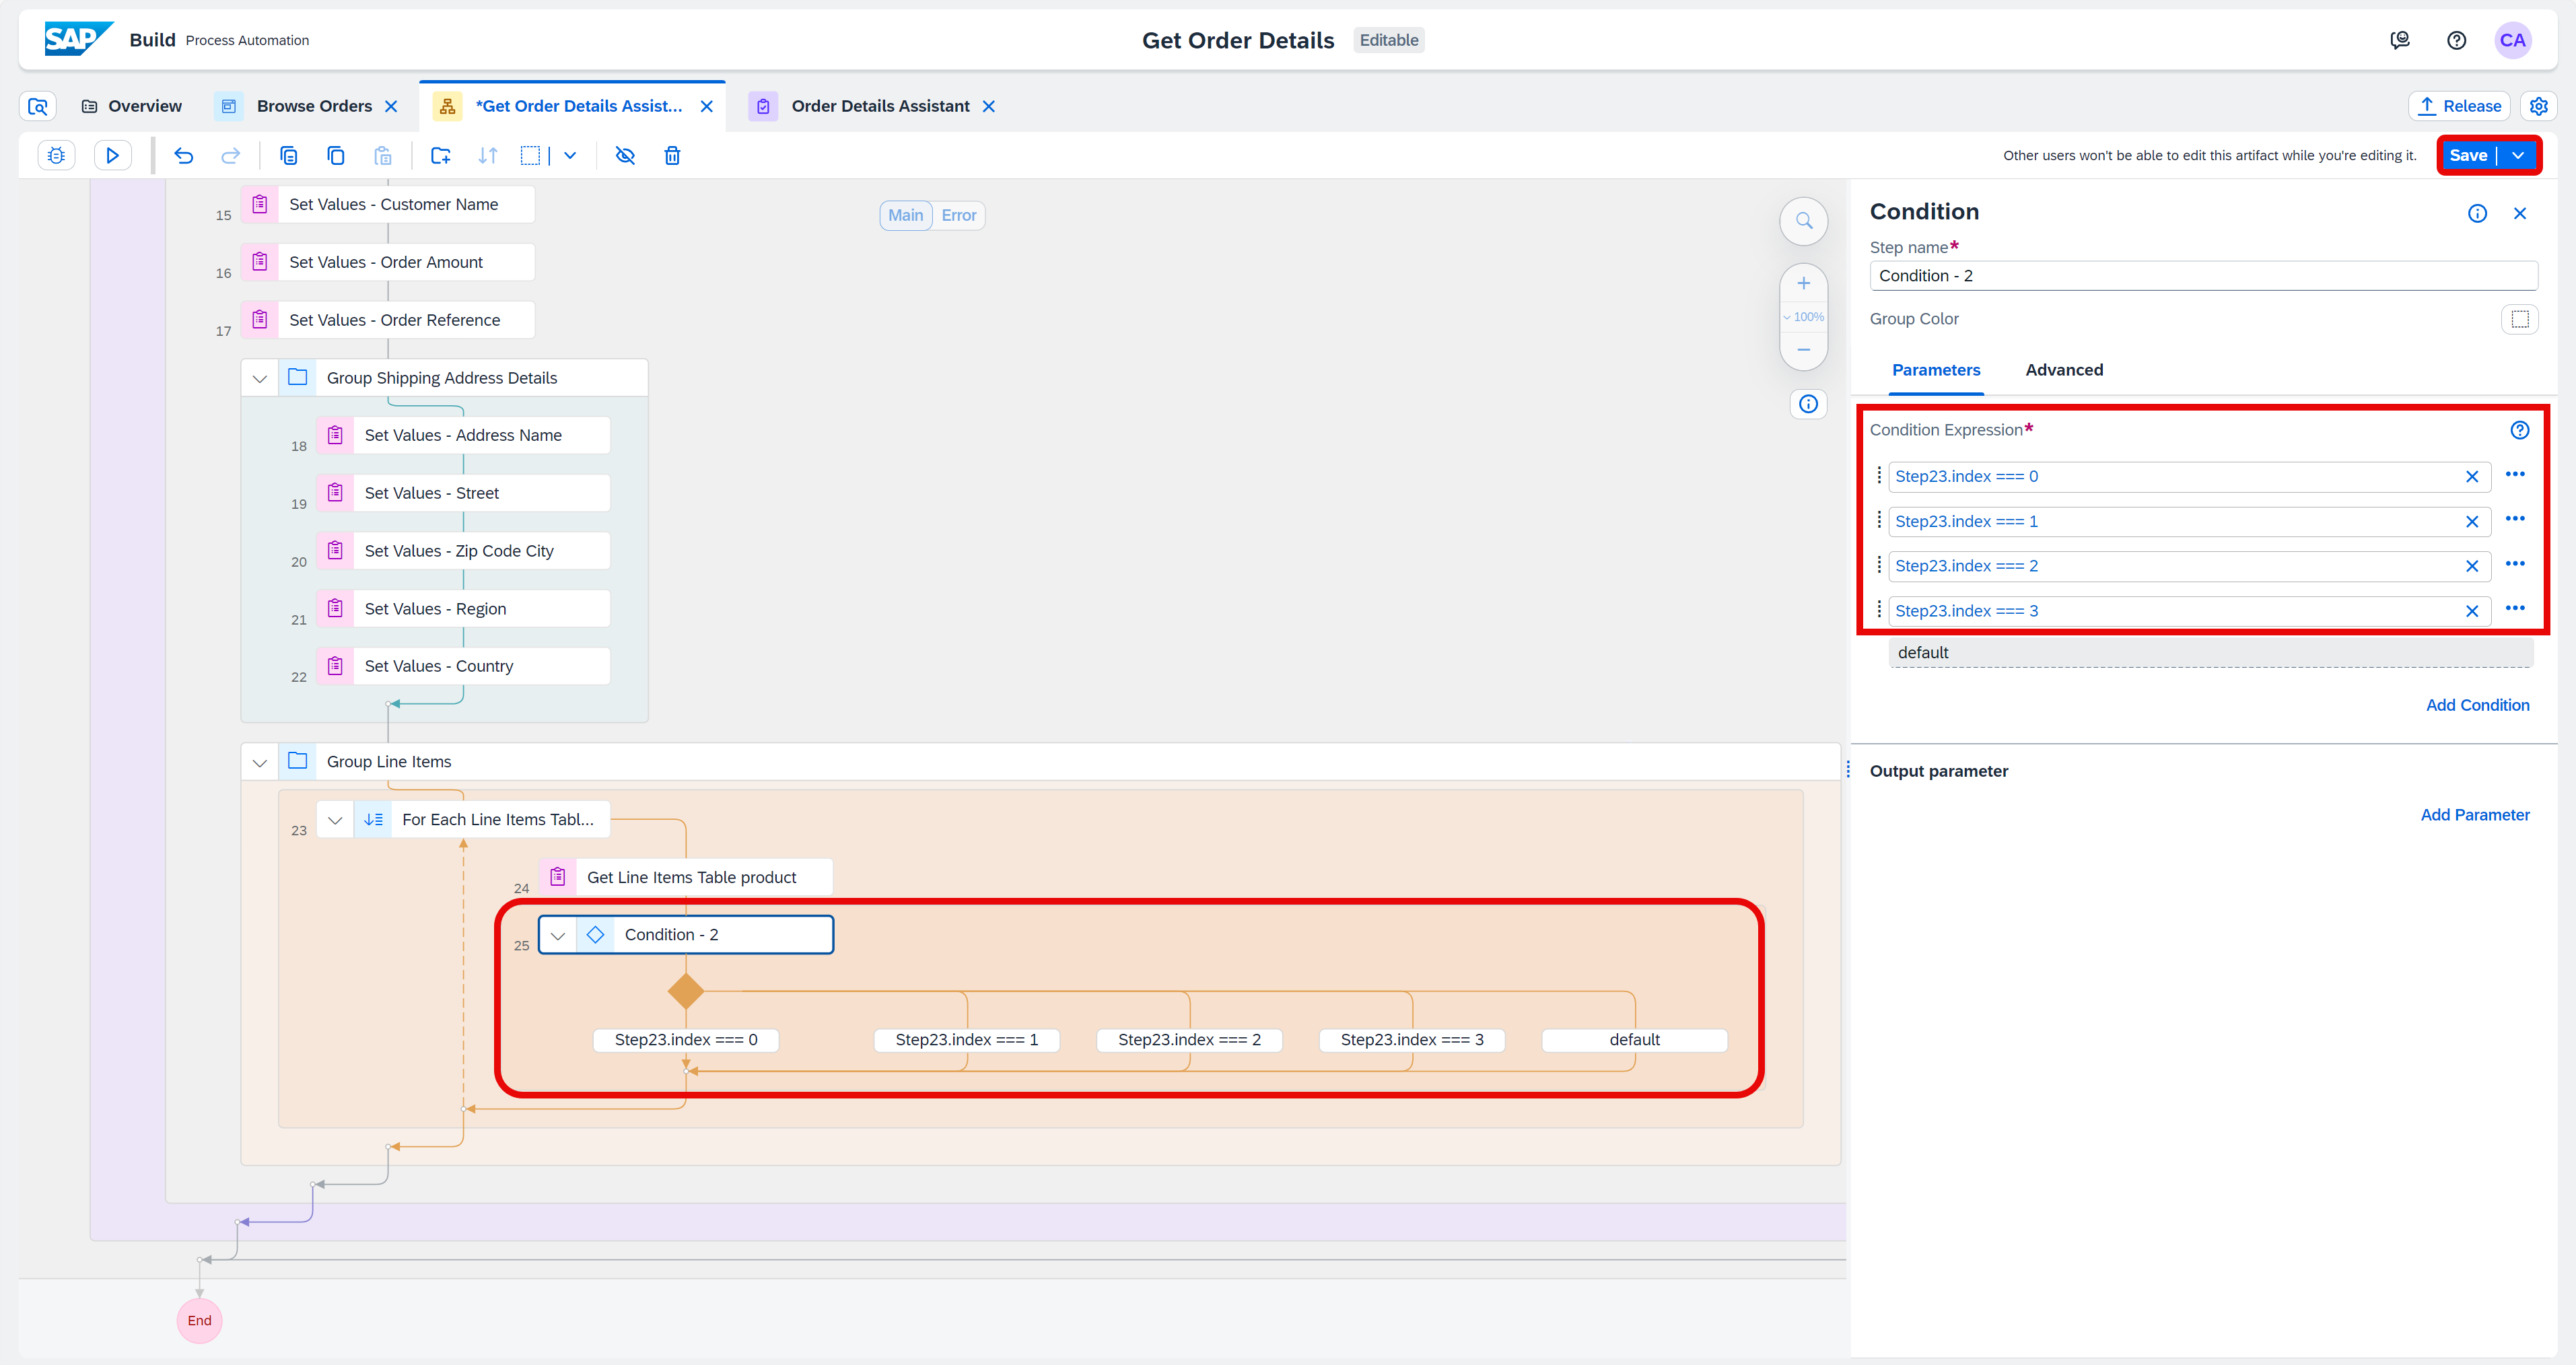 SAP Build Process Automation
Get Order Details Editable
CA
Overview
Browse Orders
*Get Order Details Assist...
Order Details Assistant
Release
Other users won't be able to edit this artifact while you're editing it.
Save
Main Error
100%
15 Set Values - Customer Name
16 Set Values - Order Amount
17 Set Values - Order Reference
Group Shipping Address Details
18 Set Values - Address Name
19 Set Values - Street
20 Set Values - Zip Code City
21 Set Values - Region
22 Set Values - Country
Group Line Items
23 For Each Line Items Tabl...
24 Get Line Items Table product
25 Condition - 2
Step23.index === 0
Step23.index === 1
Step23.index === 2
Step23.index === 3
default
End
Condition
Step name*
Condition - 2
Group Color
Parameters Advanced
Condition Expression*
Step23.index === 0
Step23.index === 1
Step23.index === 2
Step23.index === 3
default
Add Condition
Output parameter
Add Parameter